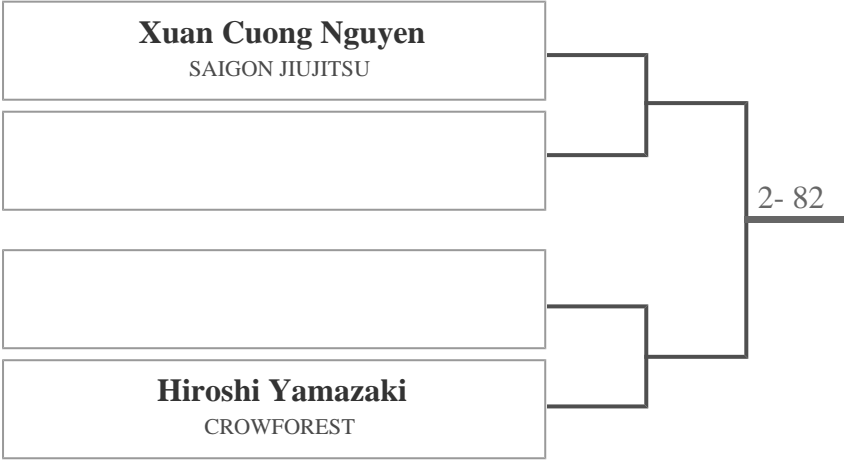 Xuan Cuong Nguyen
SAIGON JIUJITSU
2- 82
Hiroshi Yamazaki
CROWFOREST